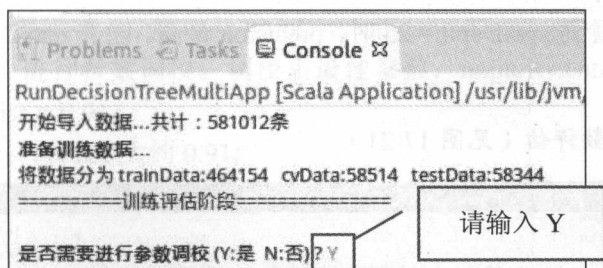 Problems Tasks Console
RunDecisionTreeMultiApp [Scala Application] /usr/lib/jvm/
开始导入数据...共计：581012条
准备训练数据...
将数据分为 trainData:464154 cvData:58514 testData:58344
==========训练评估阶段==============
是否需要进行参数调校 (Y:是 N:否)? Y
请输入 Y